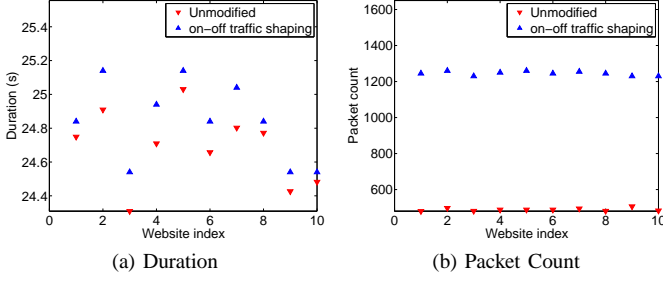 Unmodified
on−off traffic shaping
25.4
25.2
25
24.8
24.6
24.4
Duration (s)
0
2
4
6
8
10
Website index
(a) Duration
Unmodified
on−off traffic shaping
1600
1400
1200
1000
800
600
Packet count
0
2
4
6
8
10
Website index
(b) Packet Count